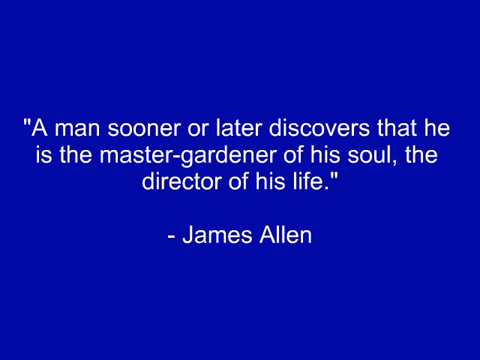 "A man sooner or later discovers that he
is the master-gardener of his soul, the
director of his life."
- James Allen